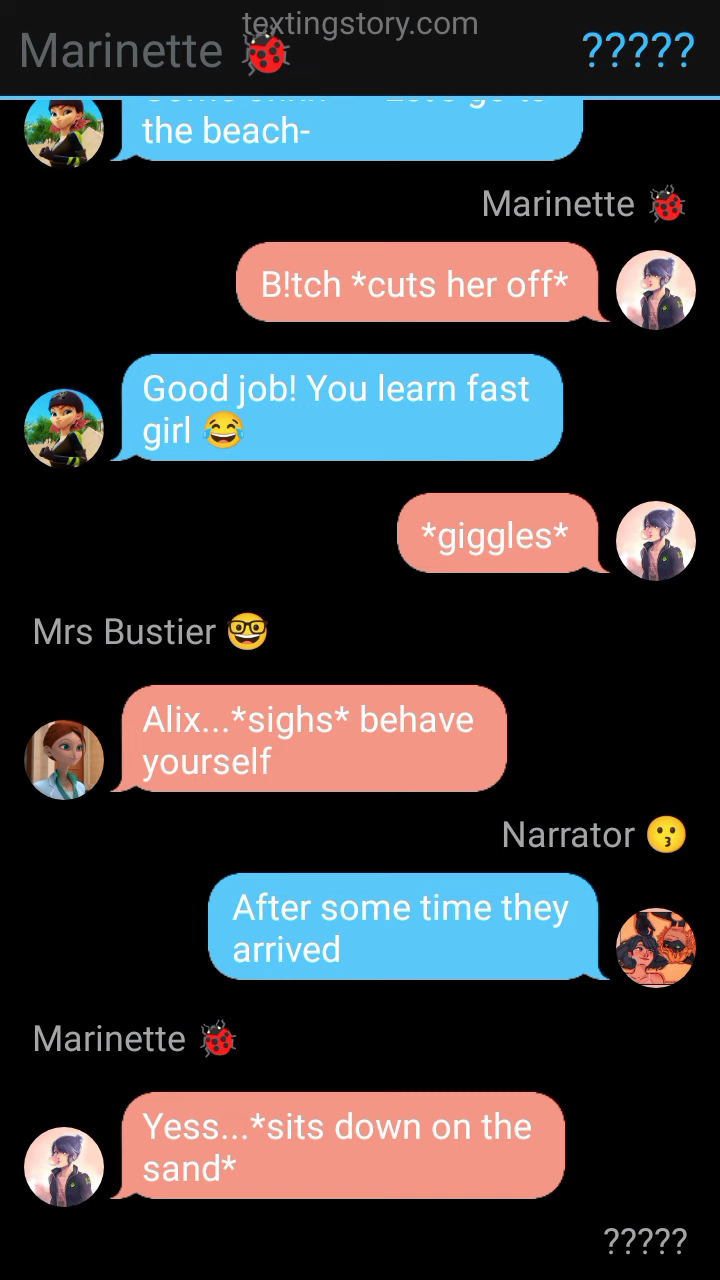 textingstory.com
Marinette 🐞 ?????
the beach-
Marinette 🐞
B!tch *cuts her off*
Good job! You learn fast
girl 😂
*giggles*
Mrs Bustier 🤓
Alix...*sighs* behave
yourself
Narrator 😗
After some time they
arrived
Marinette 🐞
Yess...*sits down on the
sand*
?????